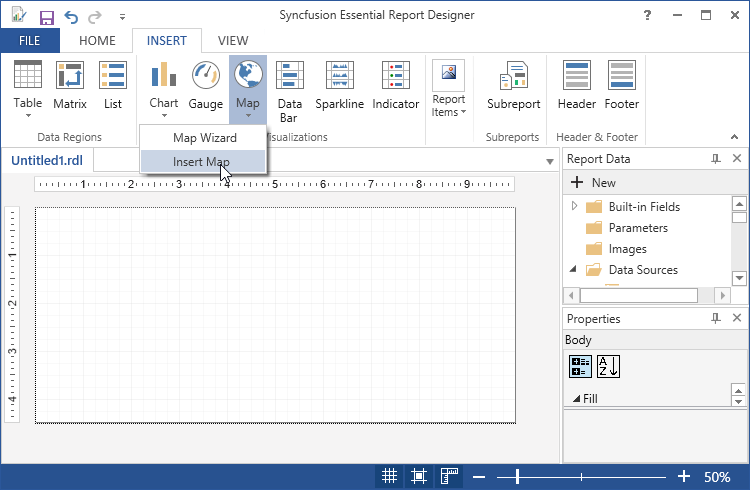 Syncfusion Essential Report Designer
?
FILE HOME INSERT VIEW
Table Matrix List Chart Gauge Map Data Bar Sparkline Indicator Report Items Subreport Header Footer
Data Regions Visualizations Subreports Header & Footer
Map Wizard
Insert Map
Untitled1.rdl
1 2 3 4 5 6 7 8 9
1
2
3
4
Report Data
New
Built-in Fields
Parameters
Images
Data Sources
Properties
Body
A Z
Fill
50%